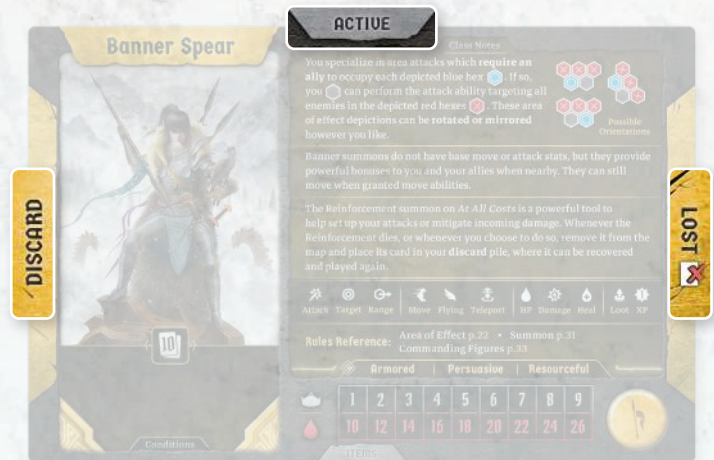 ACTIVE
Banner Spear
Class Notes
You specialize in area attacks which require an
ally to occupy each depicted blue hex . If so,
you can perform the attack ability targeting all
enemies in the depicted red hexes . These area
of effect depictions can be rotated or mirrored
however you like.
Possible
Orientations
Banner summons do not have base move or attack stats, but they provide
powerful bonuses to you and your allies when nearby. They can still
move when granted move abilities.
The Reinforcement summon on At All Costs is a powerful tool to
help set up your attacks or mitigate incoming damage. Whenever the
Reinforcement dies, or whenever you choose to do so, remove it from the
map and place its card in your discard pile, where it can be recovered
and played again.
DISCARD
LOST
Attack Target Range Move Flying Teleport HP Damage Heal Loot XP
10
Rules Reference: Area of Effect p.22 • Summon p.31
Commanding Figures p.33
Armored | Persuasive | Resourceful
1 2 3 4 5 6 7 8 9
10 12 14 16 18 20 22 24 26
Conditions
ITEMS